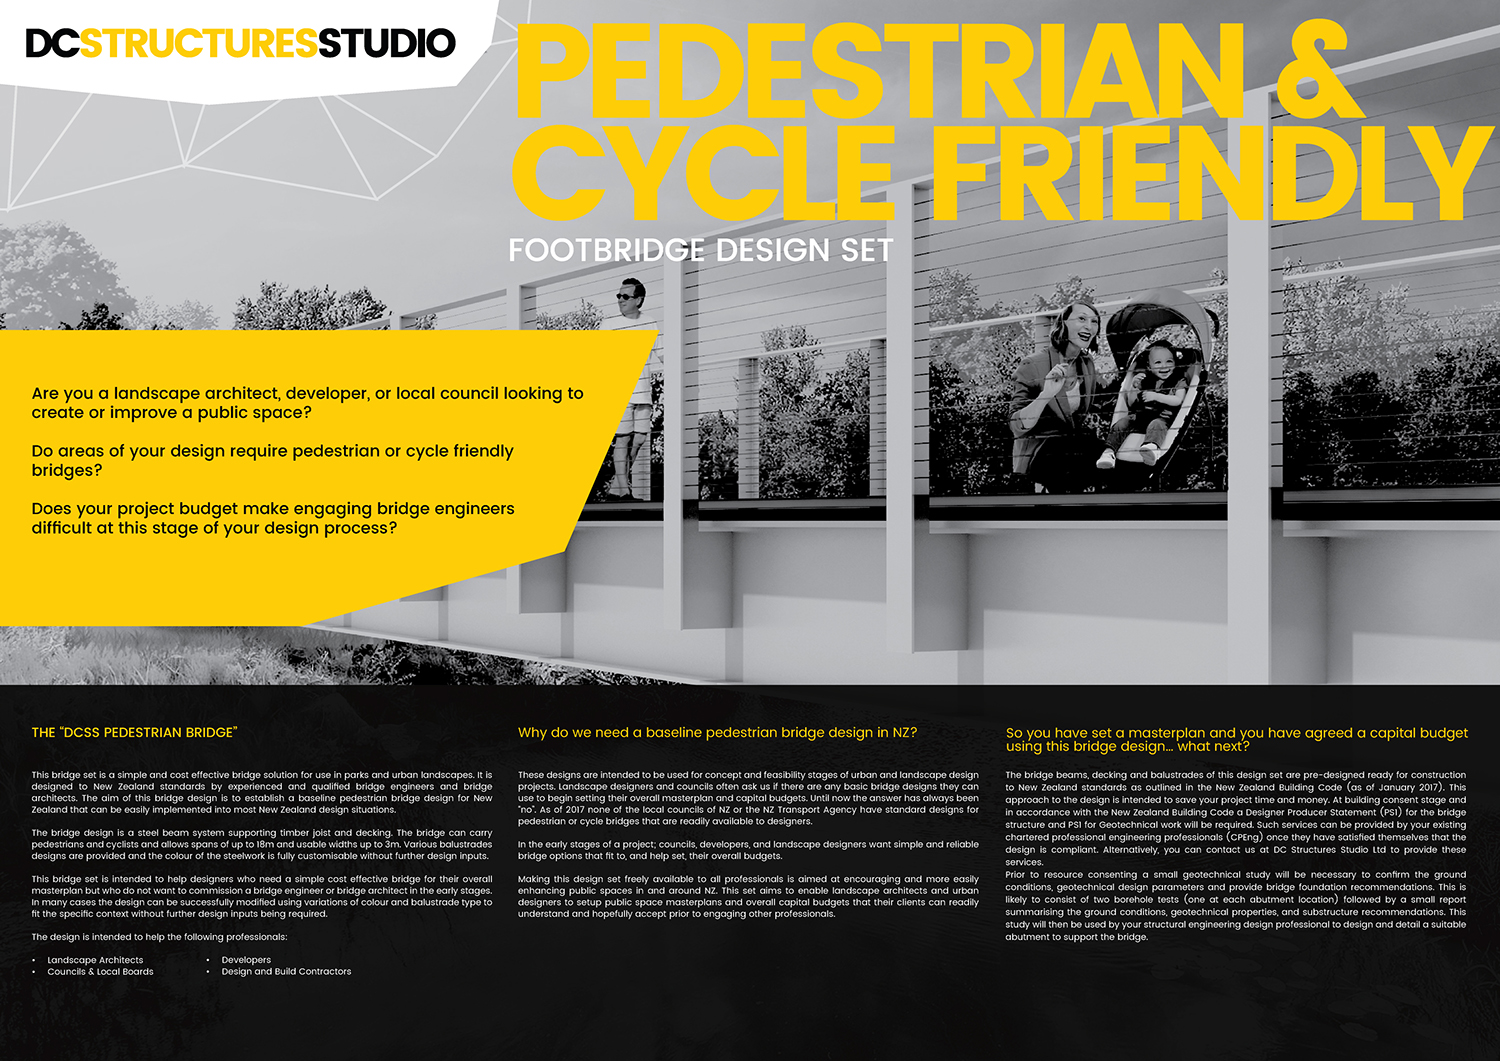 DCSTRUCTURESSTUDIO
PEDESTRIAN &
CYCLE FRIENDLY
FOOTBRIDGE DESIGN SET
Are you a landscape architect, developer, or local council looking to
create or improve a public space?
Do areas of your design require pedestrian or cycle friendly
bridges?
Does your project budget make engaging bridge engineers
difficult at this stage of your design process?
THE "DCSS PEDESTRIAN BRIDGE"
This bridge set is a simple and cost effective bridge solution for use in parks and urban landscapes. It is
designed to New Zealand standards by experienced and qualified bridge engineers and bridge
architects. The aim of this bridge design is to establish a baseline pedestrian bridge design for New
Zealand that can be easily implemented into most New Zealand design situations.
The bridge design is a steel beam system supporting timber joist and decking. The bridge can carry
pedestrians and cyclists and allows spans of up to 18m and usable widths up to 3m. Various balustrades
designs are provided and the colour of the steelwork is fully customisable without further design inputs.
This bridge set is intended to help designers who need a simple cost effective bridge for their overall
masterplan but who do not want to commission a bridge engineer or bridge architect in the early stages.
In many cases the design can be successfully modified using variations of colour and balustrade type to
fit the specific context without further design inputs being required.
The design is intended to help the following professionals:
• Landscape Architects
• Councils & Local Boards
• Developers
• Design and Build Contractors
Why do we need a baseline pedestrian bridge design in NZ?
These designs are intended to be used for concept and feasibility stages of urban and landscape design
projects. Landscape designers and councils often ask us if there are any basic bridge designs they can
use to begin setting their overall masterplan and capital budgets. Until now the answer has always been
"no". As of 2017 none of the local councils of NZ or the NZ Transport Agency have standard designs for
pedestrian or cycle bridges that are readily available to designers.
In the early stages of a project; councils, developers, and landscape designers want simple and reliable
bridge options that fit to, and help set, their overall budgets.
Making this design set freely available to all professionals is aimed at encouraging and more easily
enhancing public spaces in and around NZ. This set aims to enable landscape architects and urban
designers to setup public space masterplans and overall capital budgets that their clients can readily
understand and hopefully accept prior to engaging other professionals.
So you have set a masterplan and you have agreed a capital budget
using this bridge design... what next?
The bridge beams, decking and balustrades of this design set are pre-designed ready for construction
to New Zealand standards as outlined in the New Zealand Building Code (as of January 2017). This
approach to the design is intended to save your project time and money. At building consent stage and
in accordance with the New Zealand Building Code a Designer Producer Statement (PS1) for the bridge
structure and PS1 for Geotechnical work will be required. Such services can be provided by your existing
chartered professional engineering professionals (CPEng) once they have satisfied themselves that the
design is compliant. Alternatively, you can contact us at DC Structures Studio Ltd to provide these
services.
Prior to resource consenting a small geotechnical study will be necessary to confirm the ground
conditions, geotechnical design parameters and provide bridge foundation recommendations. This is
likely to consist of two borehole tests (one at each abutment location) followed by a small report
summarising the ground conditions, geotechnical properties, and substructure recommendations. This
study will then be used by your structural engineering design professional to design and detail a suitable
abutment to support the bridge.